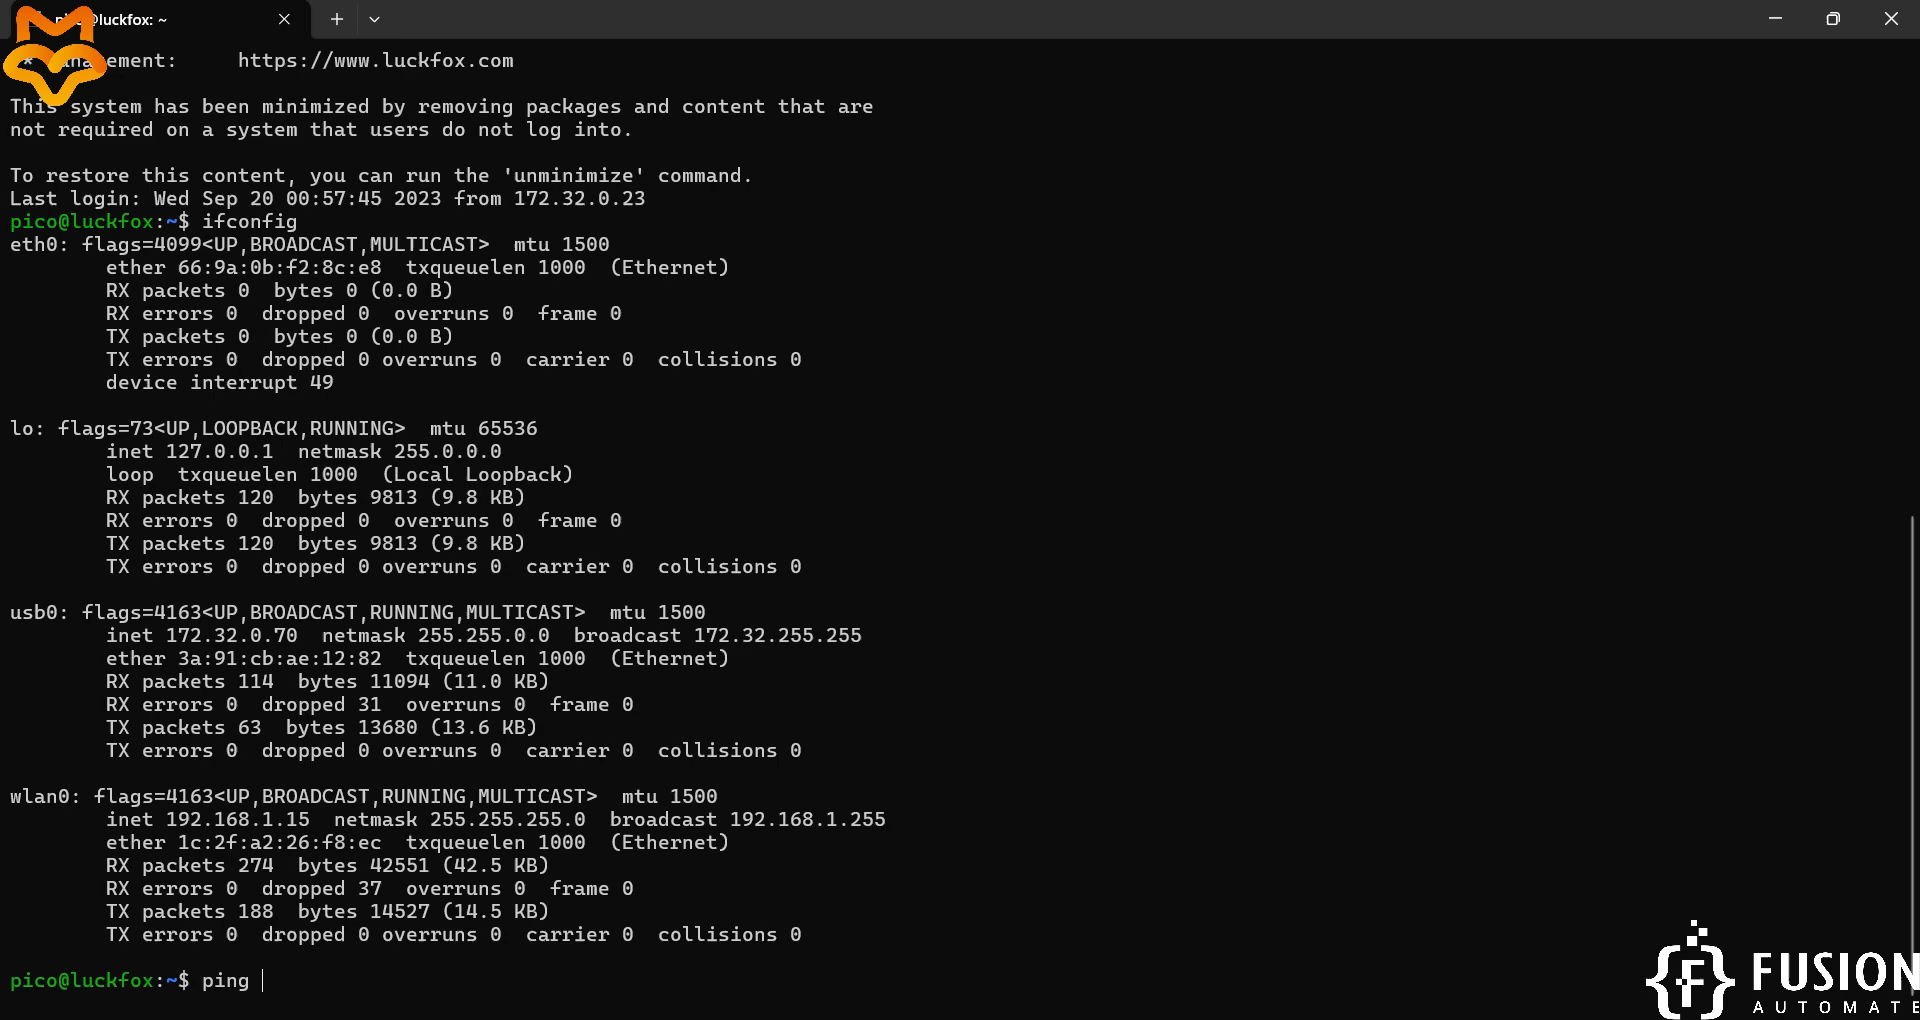 pico@luckfox: ~
* Management:     https://www.luckfox.com
This system has been minimized by removing packages and content that are
not required on a system that users do not log into.
To restore this content, you can run the 'unminimize' command.
Last login: Wed Sep 20 00:57:45 2023 from 172.32.0.23
pico@luckfox:~$ ifconfig
eth0: flags=4099<UP,BROADCAST,MULTICAST>  mtu 1500
        ether 66:9a:0b:f2:8c:e8  txqueuelen 1000  (Ethernet)
        RX packets 0  bytes 0 (0.0 B)
        RX errors 0  dropped 0  overruns 0  frame 0
        TX packets 0  bytes 0 (0.0 B)
        TX errors 0  dropped 0 overruns 0  carrier 0  collisions 0
        device interrupt 49
lo: flags=73<UP,LOOPBACK,RUNNING>  mtu 65536
        inet 127.0.0.1  netmask 255.0.0.0
        loop  txqueuelen 1000  (Local Loopback)
        RX packets 120  bytes 9813 (9.8 KB)
        RX errors 0  dropped 0  overruns 0  frame 0
        TX packets 120  bytes 9813 (9.8 KB)
        TX errors 0  dropped 0 overruns 0  carrier 0  collisions 0
usb0: flags=4163<UP,BROADCAST,RUNNING,MULTICAST>  mtu 1500
        inet 172.32.0.70  netmask 255.255.0.0  broadcast 172.32.255.255
        ether 3a:91:cb:ae:12:82  txqueuelen 1000  (Ethernet)
        RX packets 114  bytes 11094 (11.0 KB)
        RX errors 0  dropped 31  overruns 0  frame 0
        TX packets 63  bytes 13680 (13.6 KB)
        TX errors 0  dropped 0 overruns 0  carrier 0  collisions 0
wlan0: flags=4163<UP,BROADCAST,RUNNING,MULTICAST>  mtu 1500
        inet 192.168.1.15  netmask 255.255.255.0  broadcast 192.168.1.255
        ether 1c:2f:a2:26:f8:ec  txqueuelen 1000  (Ethernet)
        RX packets 274  bytes 42551 (42.5 KB)
        RX errors 0  dropped 37  overruns 0  frame 0
        TX packets 188  bytes 14527 (14.5 KB)
        TX errors 0  dropped 0 overruns 0  carrier 0  collisions 0
pico@luckfox:~$ ping
{F} FUSION
AUTOMATE